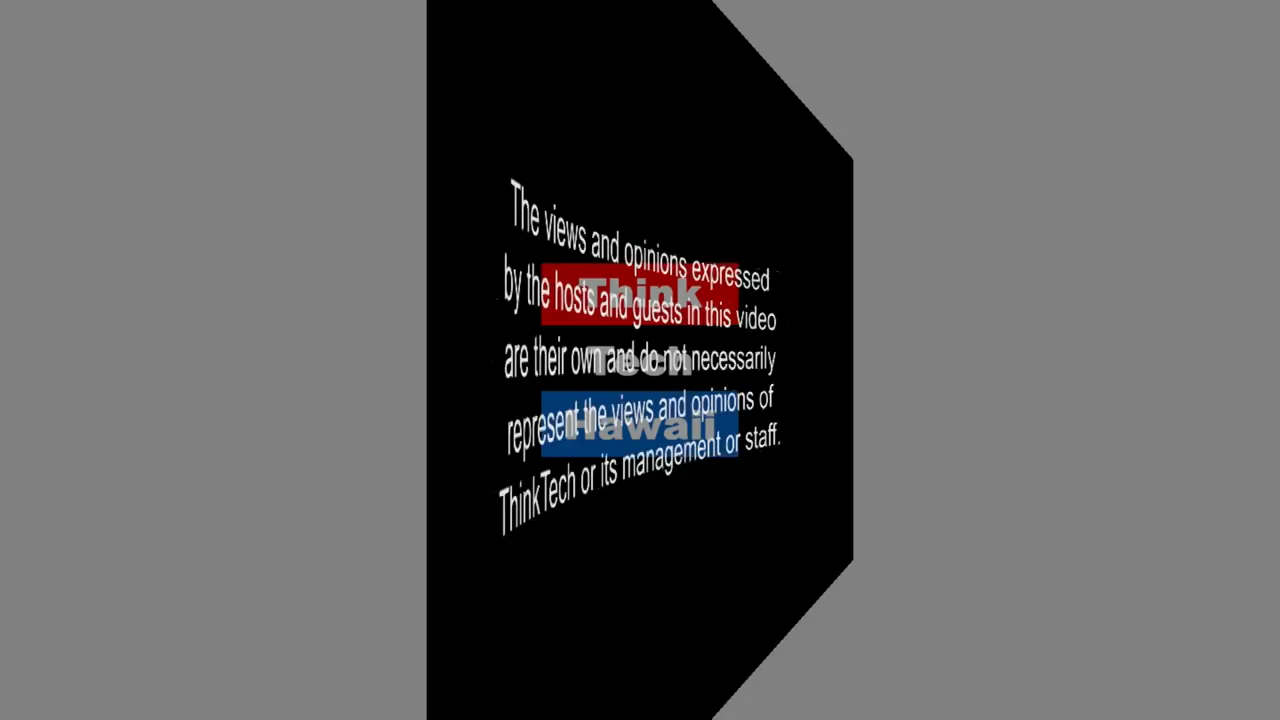 The views and opinions expressed
by the hosts and guests in this video
are their own and do not necessarily
represent the views and opinions of
ThinkTech or its management or staff.
Think
Tech
Hawaii